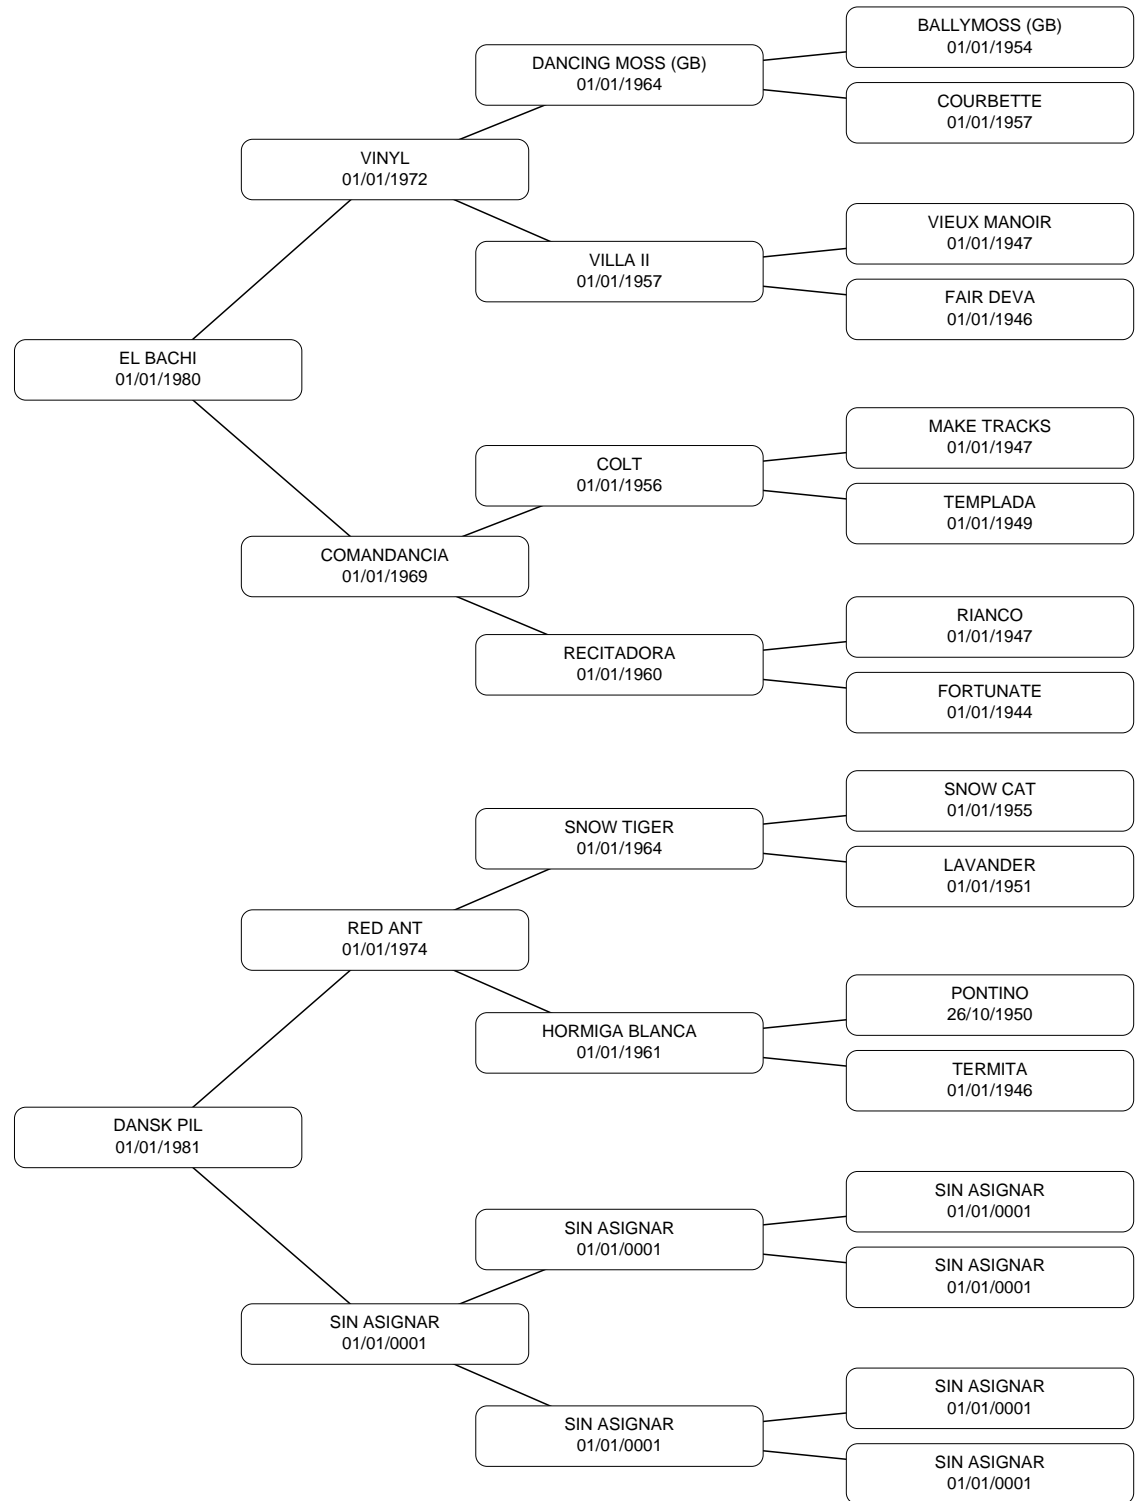 BALLYMOSS (GB)
01/01/1954
DANCING MOSS (GB)
01/01/1964
COURBETTE
01/01/1957
VINYL
01/01/1972
VIEUX MANOIR
01/01/1947
VILLA II
01/01/1957
FAIR DEVA
01/01/1946
EL BACHI
01/01/1980
MAKE TRACKS
01/01/1947
COLT
01/01/1956
TEMPLADA
01/01/1949
COMANDANCIA
01/01/1969
RIANCO
01/01/1947
RECITADORA
01/01/1960
FORTUNATE
01/01/1944
SNOW CAT
01/01/1955
SNOW TIGER
01/01/1964
LAVANDER
01/01/1951
RED ANT
01/01/1974
PONTINO
26/10/1950
HORMIGA BLANCA
01/01/1961
TERMITA
01/01/1946
DANSK PIL
01/01/1981
SIN ASIGNAR
01/01/0001
SIN ASIGNAR
01/01/0001
SIN ASIGNAR
01/01/0001
SIN ASIGNAR
01/01/0001
SIN ASIGNAR
01/01/0001
SIN ASIGNAR
01/01/0001
SIN ASIGNAR
01/01/0001